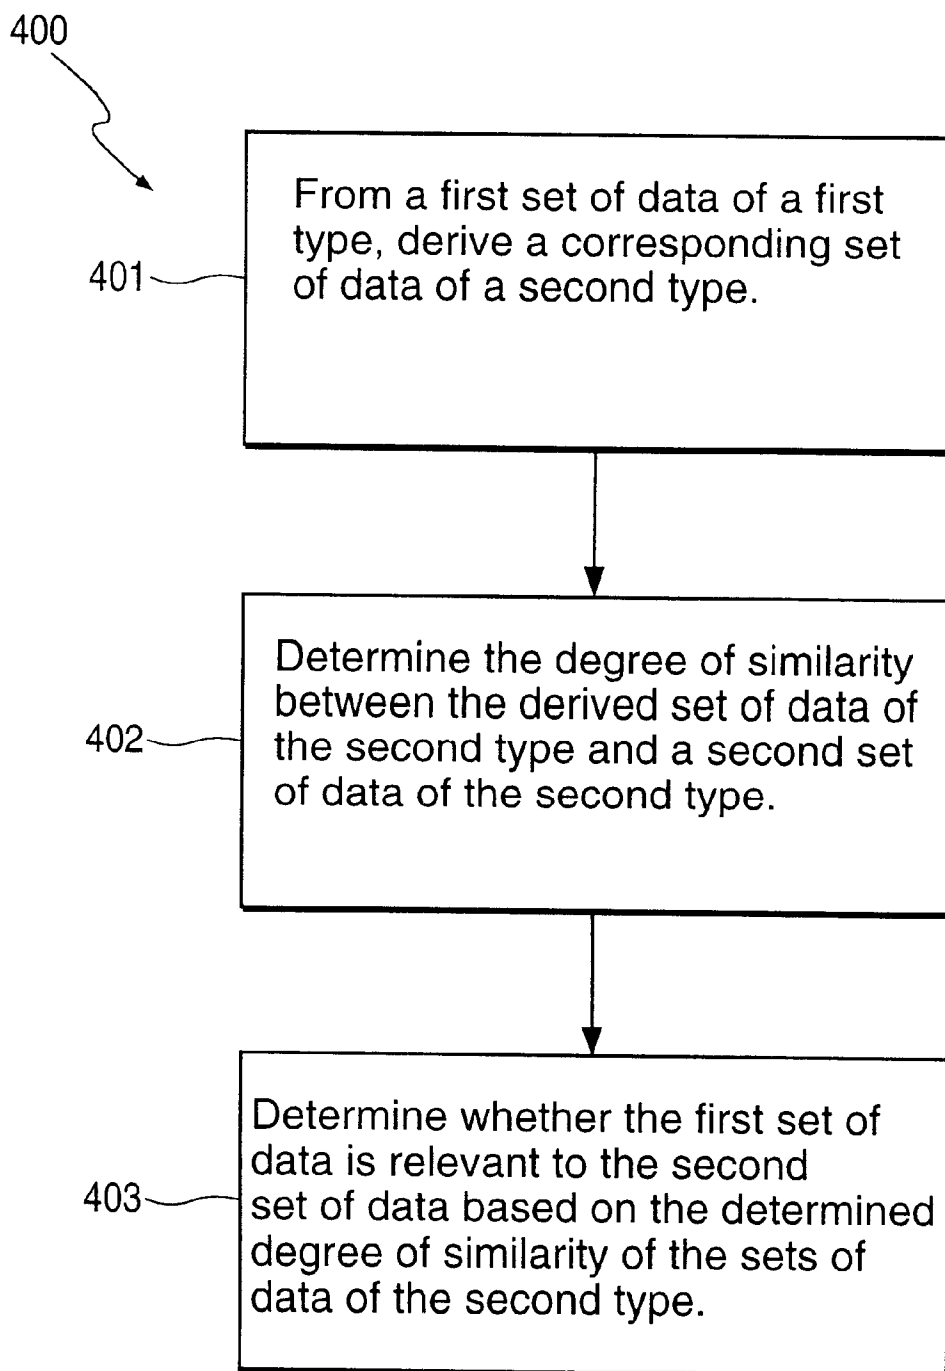 400
From a first set of data of a first
type, derive a corresponding set
of data of a second type.
401
Determine the degree of similarity
between the derived set of data of
the second type and a second set
of data of the second type.
402
Determine whether the first set of
data is relevant to the second
set of data based on the determined
degree of similarity of the sets of
data of the second type.
403